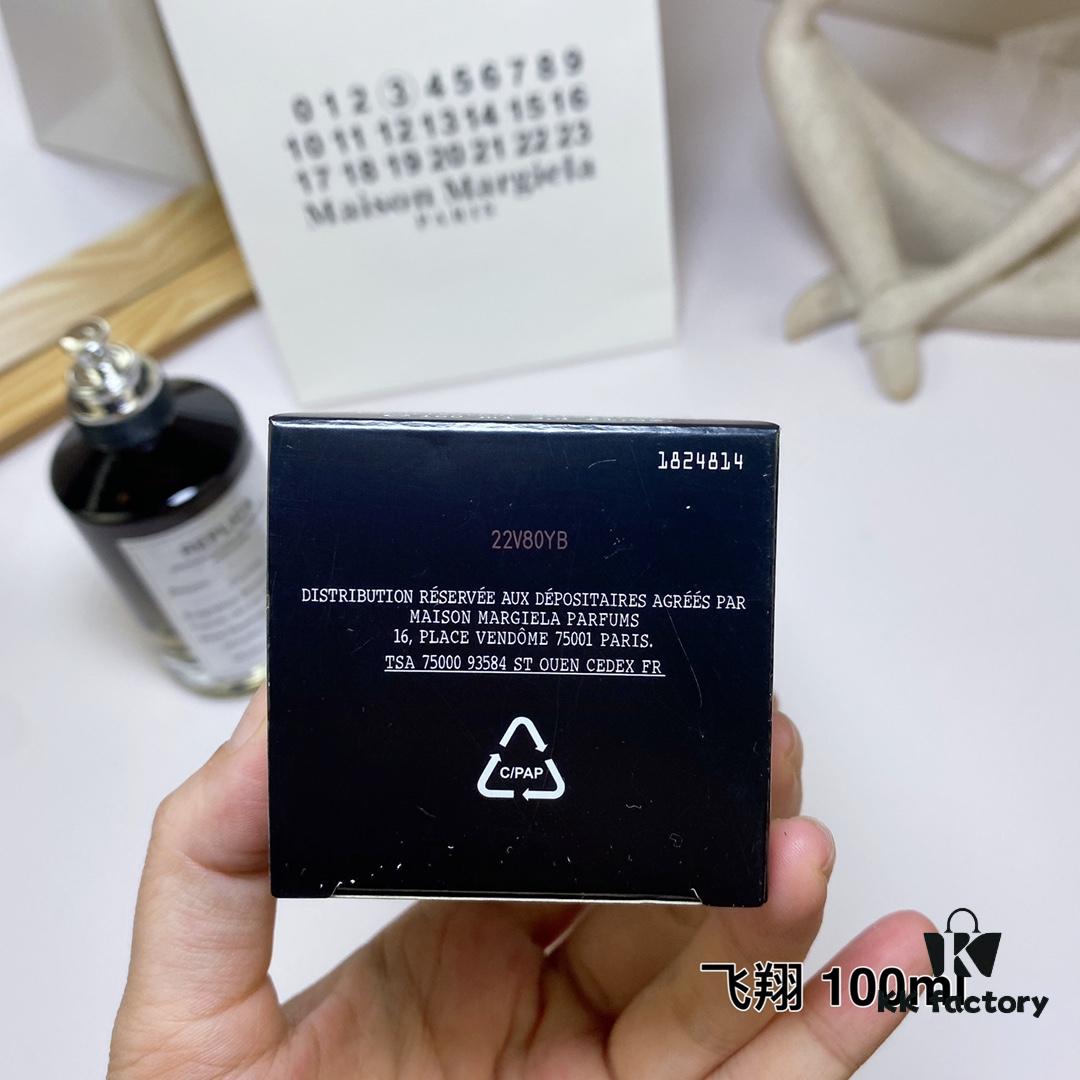 0 1 2 3 4 5 6 7 8 9
10 11 12 13 14 15 16
17 18 19 20 21 22 23
Maison Margiela
PARIS
REPLICA
1824814
22V80YB
DISTRIBUTION RÉSERVÉE AUX DÉPOSITAIRES AGRÉÉS PAR
MAISON MARGIELA PARFUMS
16, PLACE VENDÔME 75001 PARIS.
TSA 75000 93584 ST OUEN CEDEX FR
C/PAP
飞翔 100ml
K
KK factory